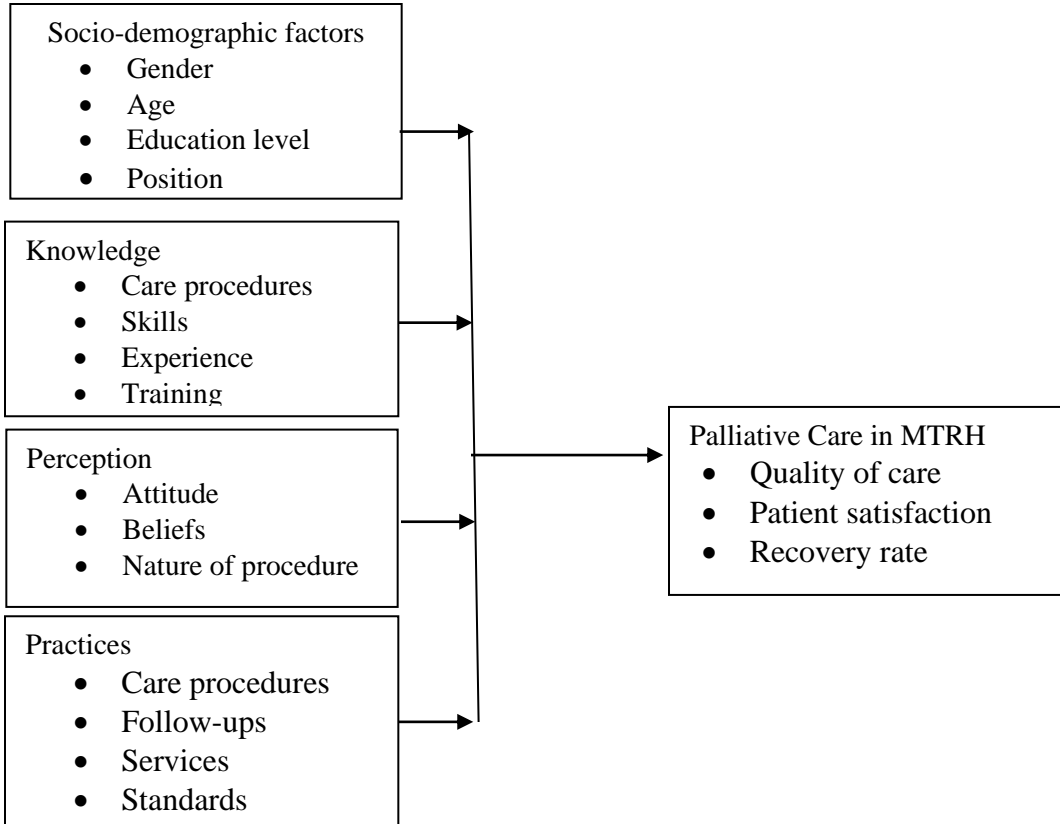 Socio-demographic factors
• Gender
• Age
• Education level
• Position
Knowledge
• Care procedures
• Skills
• Experience
• Training
Perception
• Attitude
• Beliefs
• Nature of procedure
Practices
• Care procedures
• Follow-ups
• Services
• Standards
Palliative Care in MTRH
• Quality of care
• Patient satisfaction
• Recovery rate